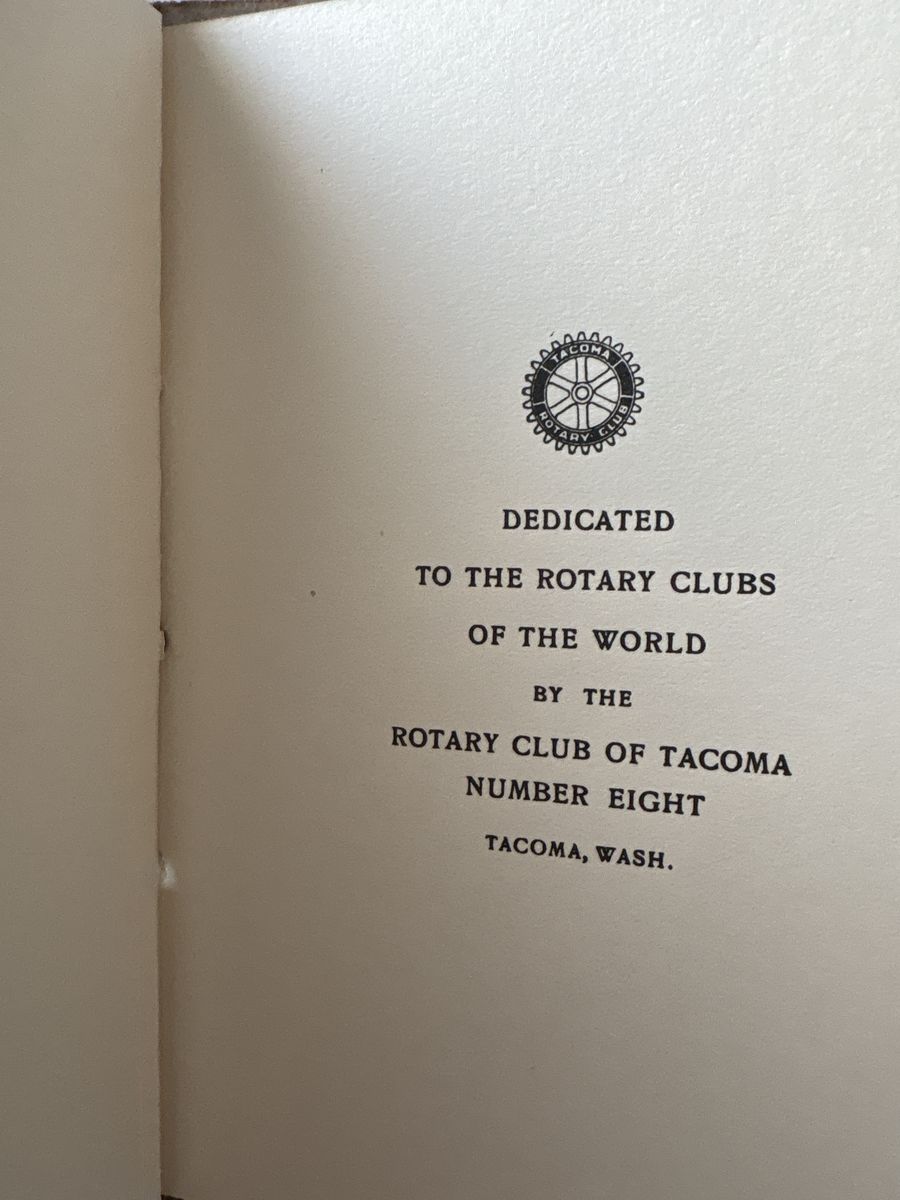 TACOMA
ROTARY CLUB
DEDICATED
TO THE ROTARY CLUBS
OF THE WORLD
BY THE
ROTARY CLUB OF TACOMA
NUMBER EIGHT
TACOMA, WASH.